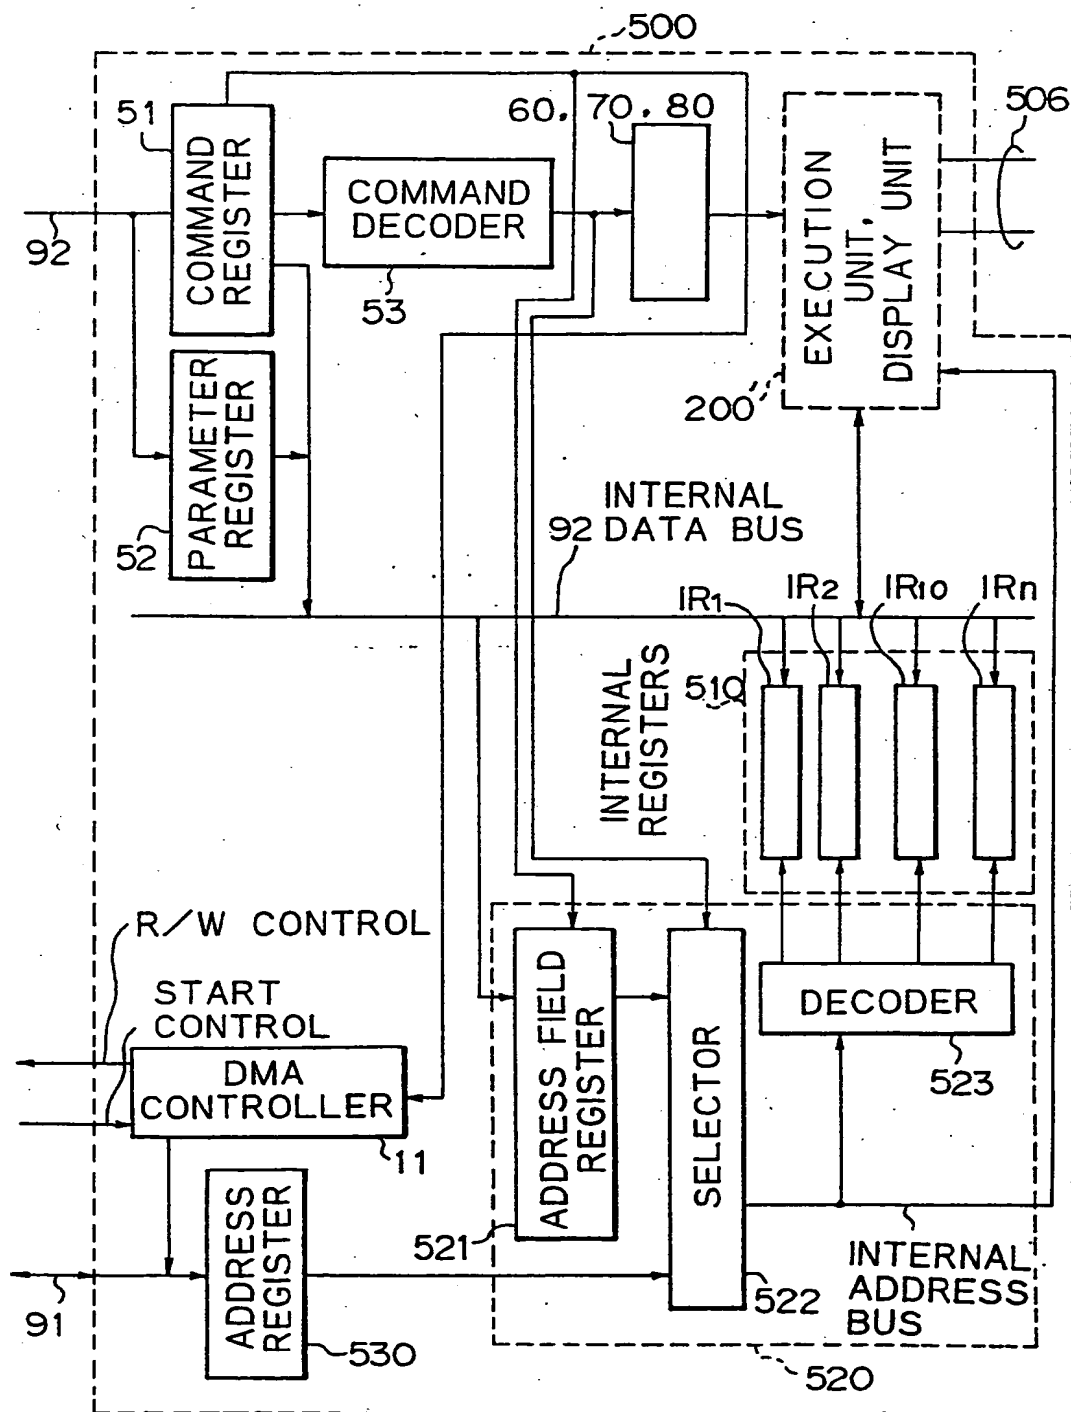 500
51
60. 70. 80
506
COMMAND
REGISTER
COMMAND
DECODER
EXECUTION
UNIT,
DISPLAY UNIT
92
53
200'
PARAMETER
REGISTER
52
INTERNAL
92 DATA BUS
IR1
IR2
IR10
IRn
INTERNAL
REGISTERS
510
R/W CONTROL
START
CONTROL
DMA
CONTROLLER
11
ADDRESS FIELD
REGISTER
SELECTOR
DECODER
523
521
ADDRESS
REGISTER
91
530
522
INTERNAL
ADDRESS
BUS
520